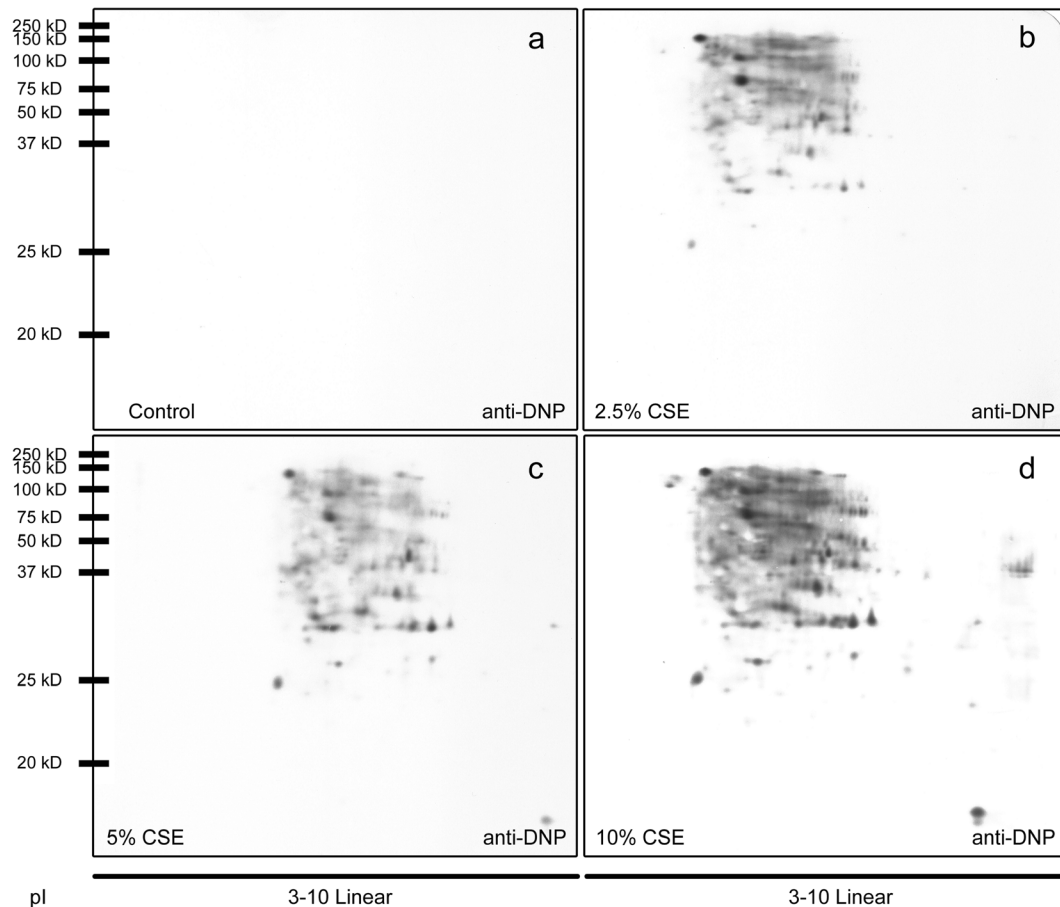 250 kD
150 kD
100 kD
75 kD
50 kD
37 kD
25 kD
20 kD
a
Control
anti-DNP
b
2.5% CSE
anti-DNP
250 kD
150 kD
100 kD
75 kD
50 kD
37 kD
25 kD
20 kD
c
5% CSE
anti-DNP
d
10% CSE
anti-DNP
pI
3-10 Linear
3-10 Linear